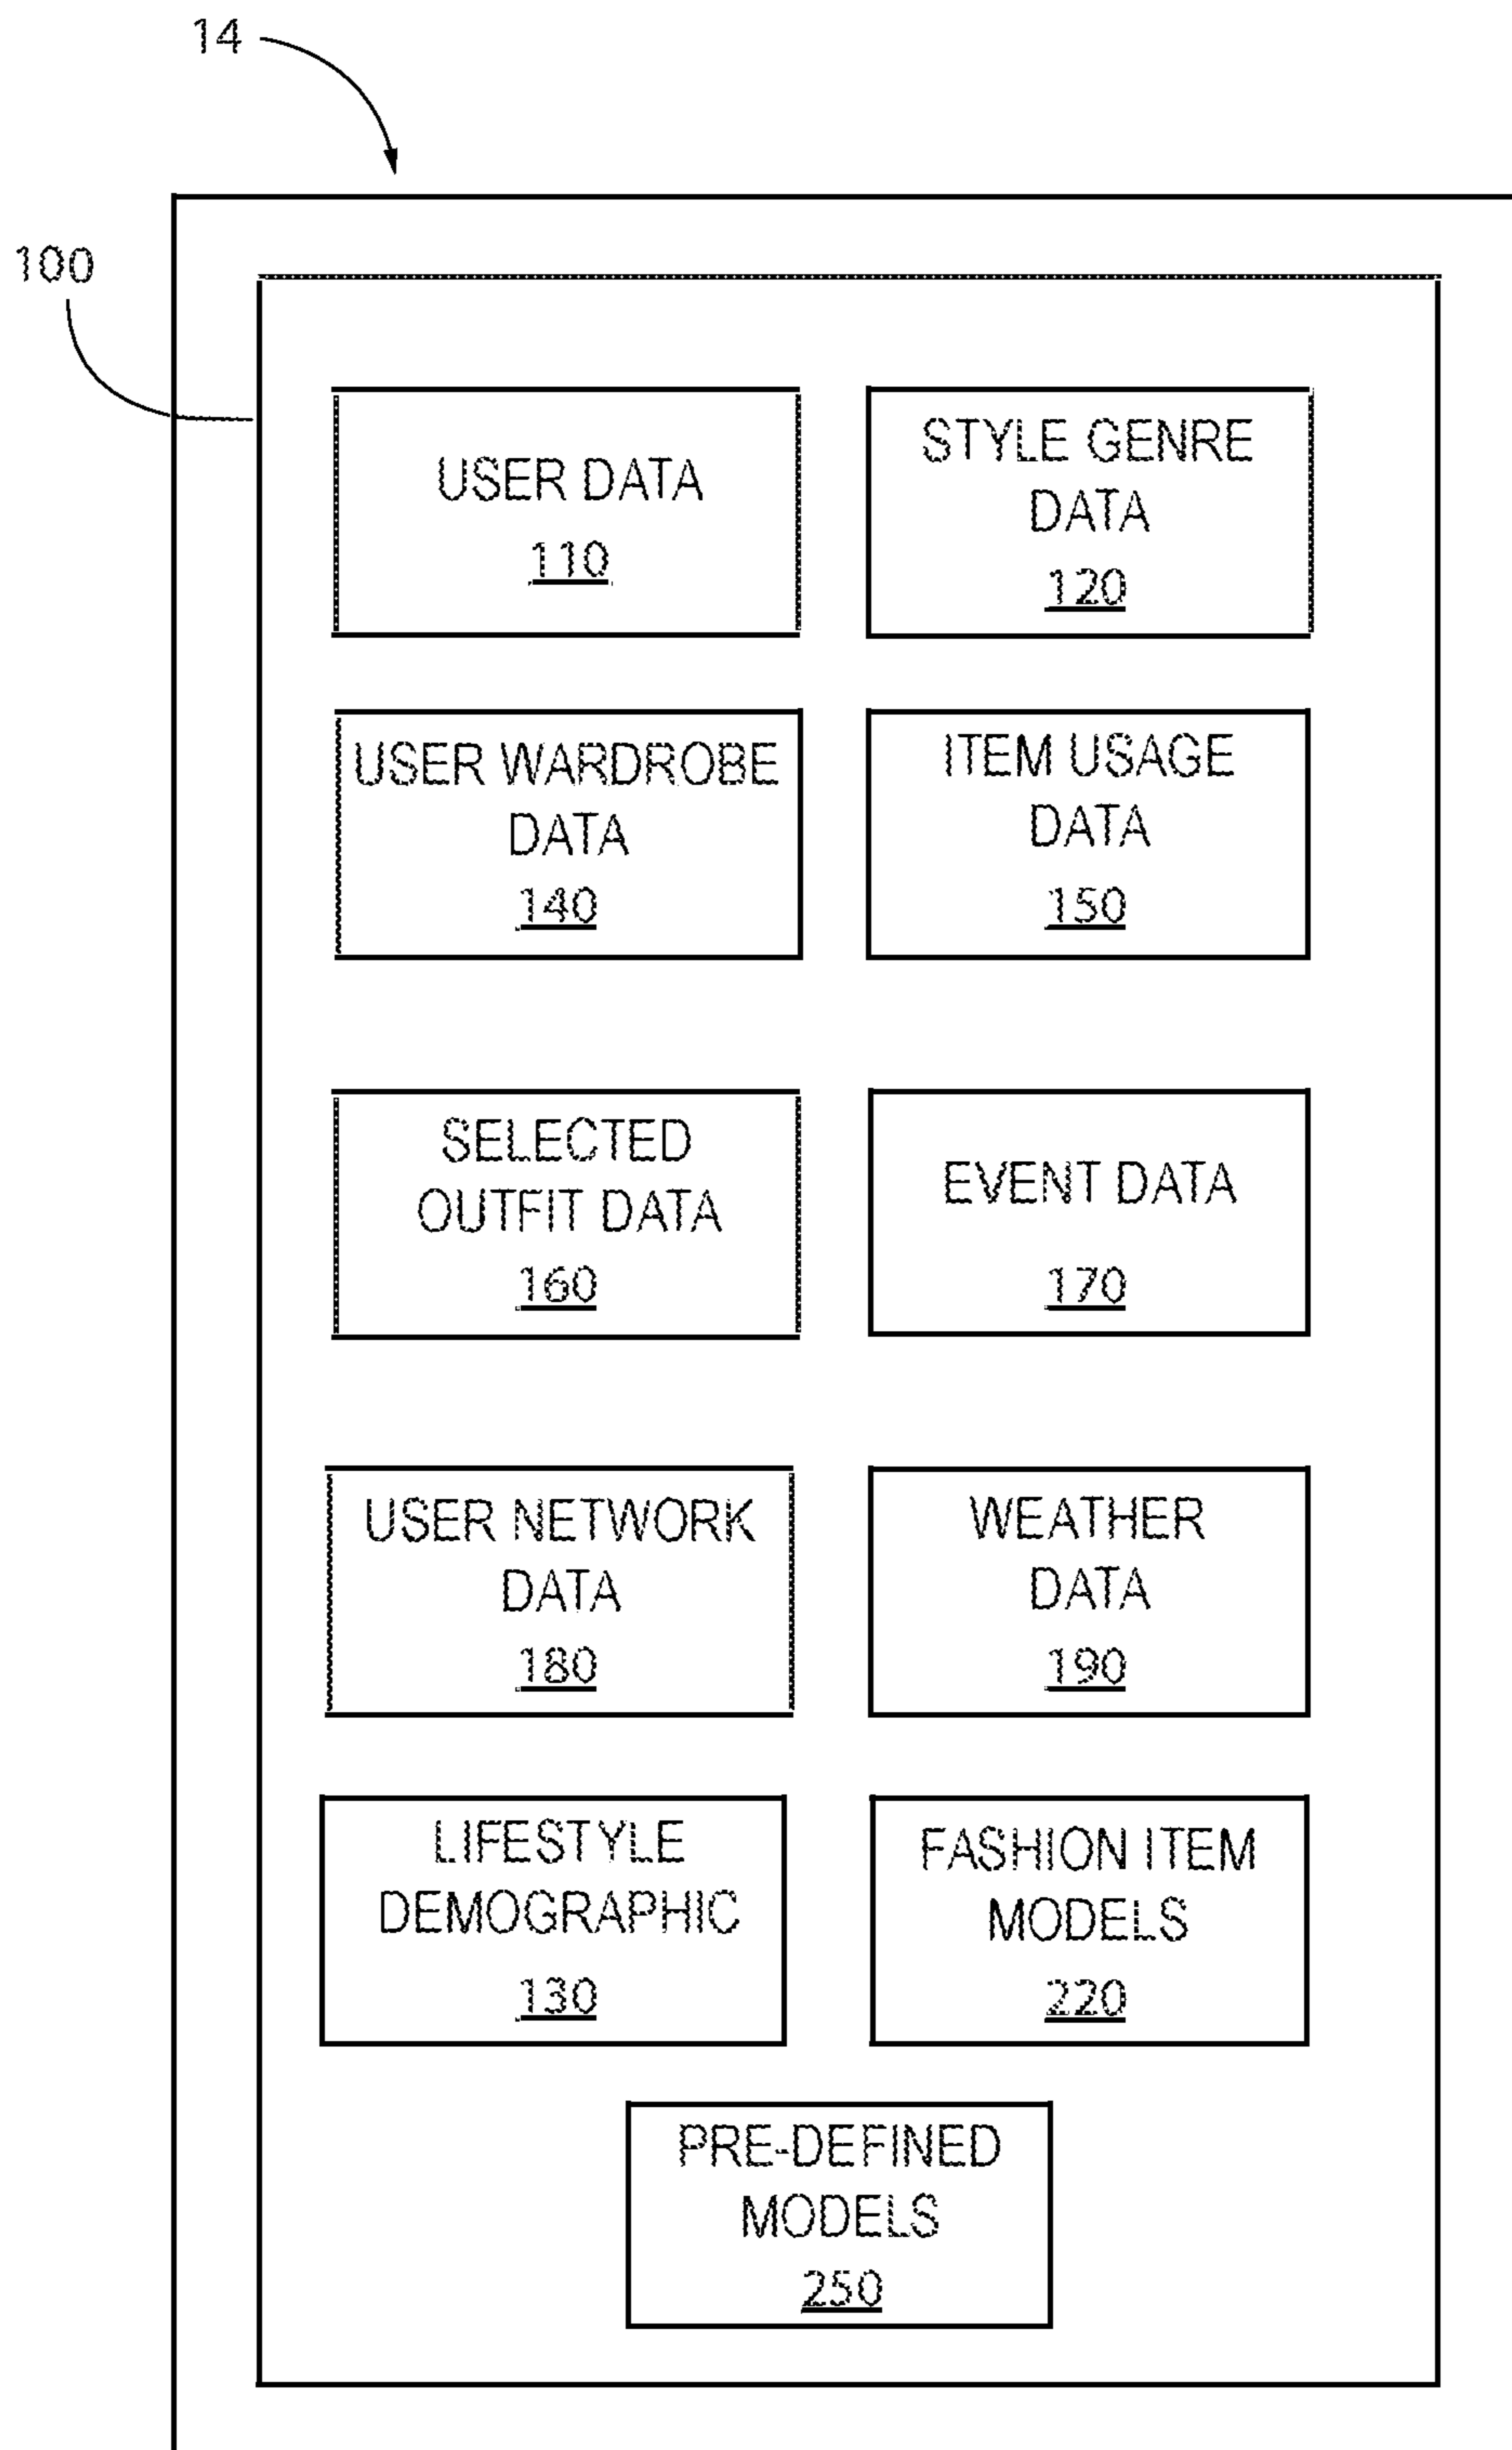 14
100
USER DATA
110
STYLE GENRE
DATA
120
USER WARDROBE
DATA
140
ITEM USAGE
DATA
150
SELECTED
OUTFIT DATA
160
EVENT DATA
170
USER NETWORK
DATA
180
WEATHER
DATA
190
LIFESTYLE
DEMOGRAPHIC
130
FASHION ITEM
MODELS
220
PRE-DEFINED
MODELS
250